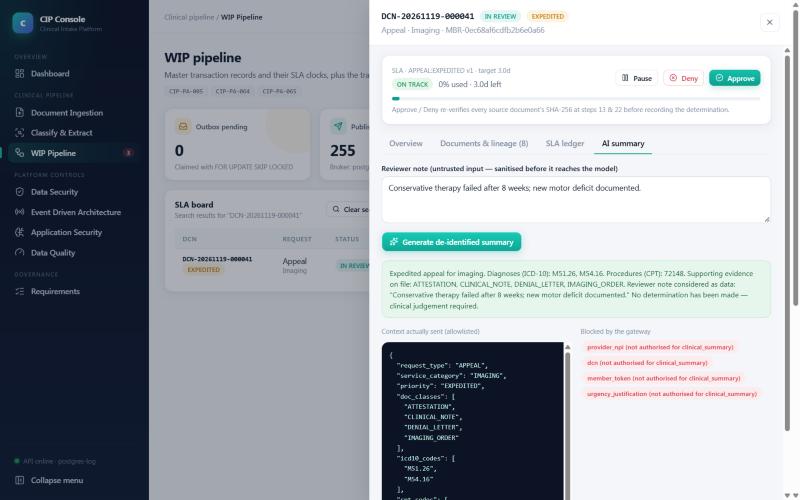 C
CIP Console
Clinical Intake Platform
OVERVIEW
Dashboard
CLINICAL PIPELINE
Document Ingestion
Classify & Extract
WIP Pipeline
3
PLATFORM CONTROLS
Data Security
Event Driven Architecture
Application Security
Data Quality
GOVERNANCE
Requirements
API online · postgres-log
Collapse menu
Clinical pipeline / WIP Pipeline
WIP pipeline
Master transaction records and their SLA clocks, plus the tra
CIP-PA-005
CIP-PA-064
CIP-PA-065
Outbox pending
0
Claimed with FOR UPDATE SKIP LOCKED
Publis
255
Broker: postg
SLA board
Search results for "DCN-20261119-000041"
Clear se
DCN
REQUEST
STATUS
DCN-20261119-000041
EXPEDITED
Appeal
Imaging
IN REVIEW
DCN-20261119-000041
IN REVIEW
EXPEDITED
Appeal · Imaging · MBR-0ec68af6cdfb2b6e0a66
SLA · APPEAL:EXPEDITED v1 · target 3.0d
ON TRACK
0% used · 3.0d left
Pause
Deny
Approve
Approve / Deny re-verifies every source document's SHA-256 at steps 13 & 22 before recording the determination.
Overview
Documents & lineage (8)
SLA ledger
AI summary
Reviewer note (untrusted input — sanitised before it reaches the model)
Conservative therapy failed after 8 weeks; new motor deficit documented.
Generate de-identified summary
Expedited appeal for imaging. Diagnoses (ICD-10): M51.26, M54.16. Procedures (CPT): 72148. Supporting evidence
on file: ATTESTATION, CLINICAL_NOTE, DENIAL_LETTER, IMAGING_ORDER. Reviewer note considered as data:
"Conservative therapy failed after 8 weeks; new motor deficit documented." No determination has been made —
clinical judgement required.
Context actually sent (allowlisted)
{
"request_type": "APPEAL",
"service_category": "IMAGING",
"priority": "EXPEDITED",
"doc_classes": [
"ATTESTATION",
"CLINICAL_NOTE",
"DENIAL_LETTER",
"IMAGING_ORDER"
],
"icd10_codes": [
"M51.26",
"M54.16"
],
Blocked by the gateway
provider_npi (not authorised for clinical_summary)
dcn (not authorised for clinical_summary)
member_token (not authorised for clinical_summary)
urgency_justification (not authorised for clinical_summary)